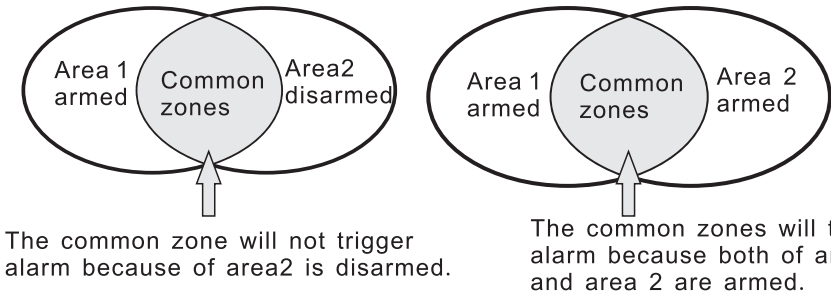 Area 1
armed
Common
zones
Area2
disarmed
The common zone will not trigger
alarm because of area2 is disarmed.
Area 1
armed
Common
zones
Area 2
armed
The common zones will
alarm because both of
and area 2 are armed.